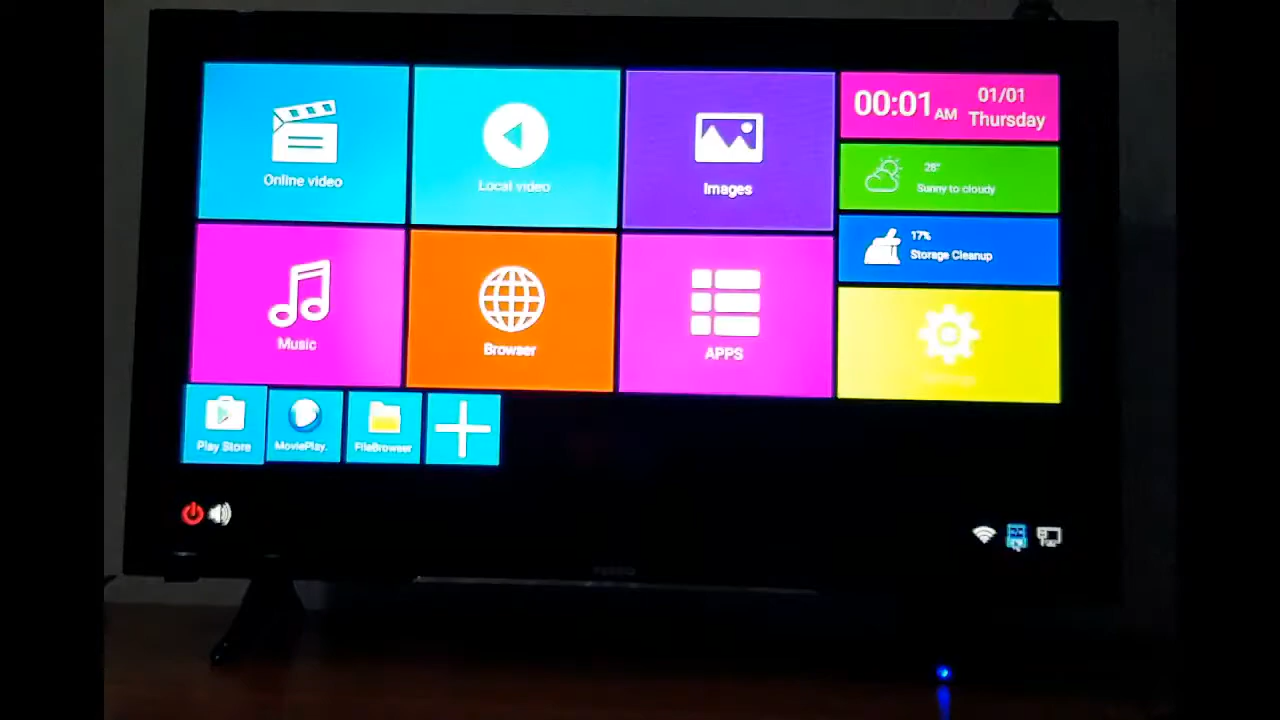 Online video
Local video
Images
00:01 AM
01/01
Thursday
28°
Sunny to cloudy
17%
Storage Cleanup
Music
Browser
APPS
Play Store
MoviePlay.
FileBrowser